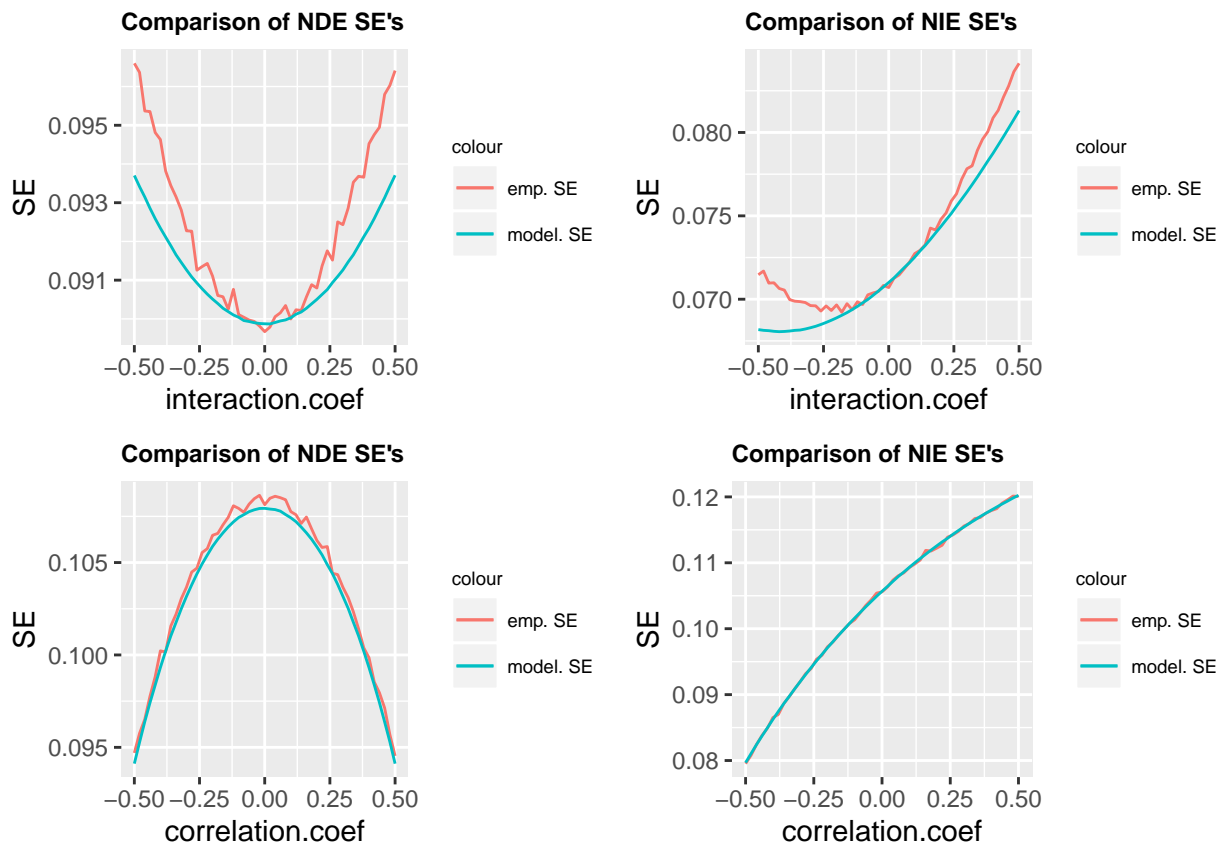 Comparison of NDE SE's
0.095
0.093
0.091
SE
−0.50 −0.25 0.00 0.25 0.50
interaction.coef
colour
emp. SE
model. SE
Comparison of NIE SE's
0.080
0.075
0.070
SE
−0.50 −0.25 0.00 0.25 0.50
interaction.coef
colour
emp. SE
model. SE
Comparison of NDE SE's
0.105
0.100
0.095
SE
−0.50 −0.25 0.00 0.25 0.50
correlation.coef
colour
emp. SE
model. SE
Comparison of NIE SE's
0.12
0.11
0.10
0.09
0.08
SE
−0.50 −0.25 0.00 0.25 0.50
correlation.coef
colour
emp. SE
model. SE